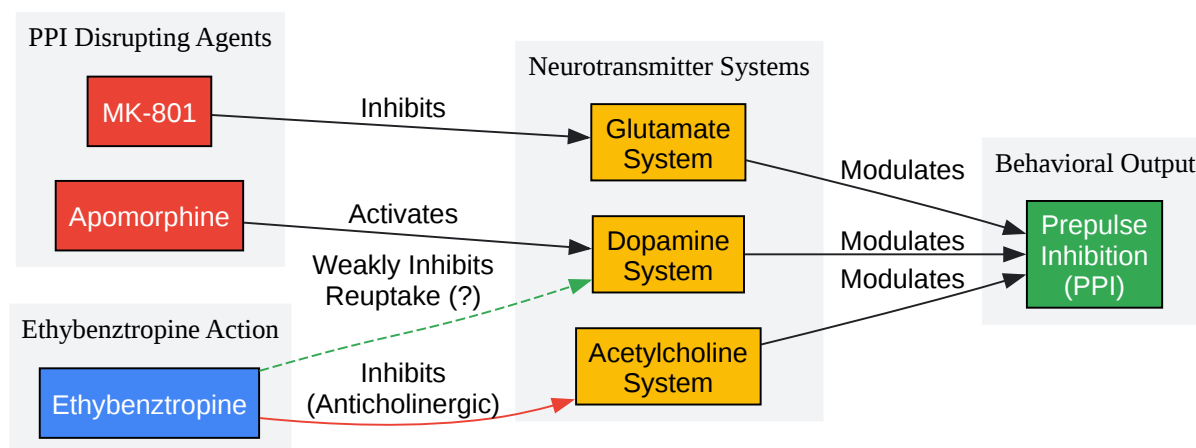 PPI Disrupting Agents
MK-801
Apomorphine
Inhibits
Activates
Weakly Inhibits
Reuptake (?)
Ethybenztropine Action
Ethybenztropine
Inhibits
(Anticholinergic)
Neurotransmitter Systems
Glutamate
System
Dopamine
System
Acetylcholine
System
Modulates
Modulates
Modulates
Behavioral Output
Prepulse
Inhibition
(PPI)